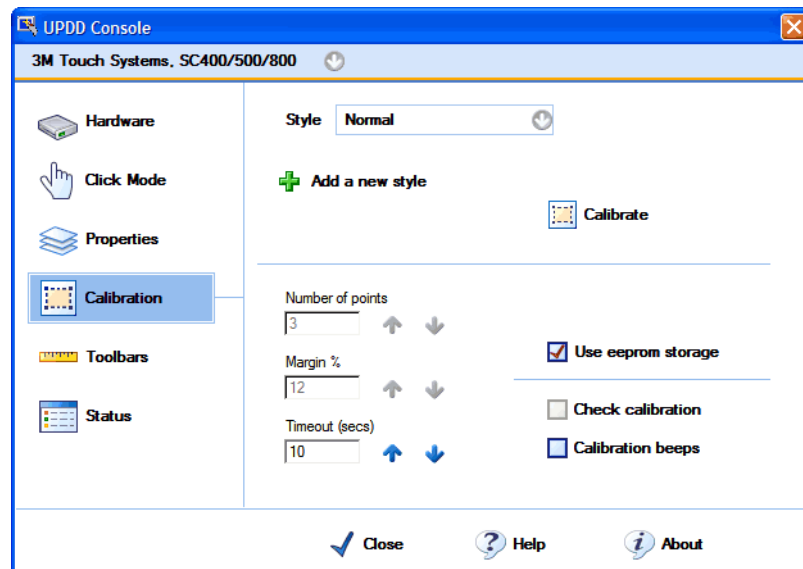 UPDD Console
3M Touch Systems, SC400/500/800
Hardware
Click Mode
Properties
Calibration
Toolbars
Status
Style Normal
Add a new style
Calibrate
Number of points
3
Margin %
12
Timeout (secs)
10
Use eeprom storage
Check calibration
Calibration beeps
Close Help About